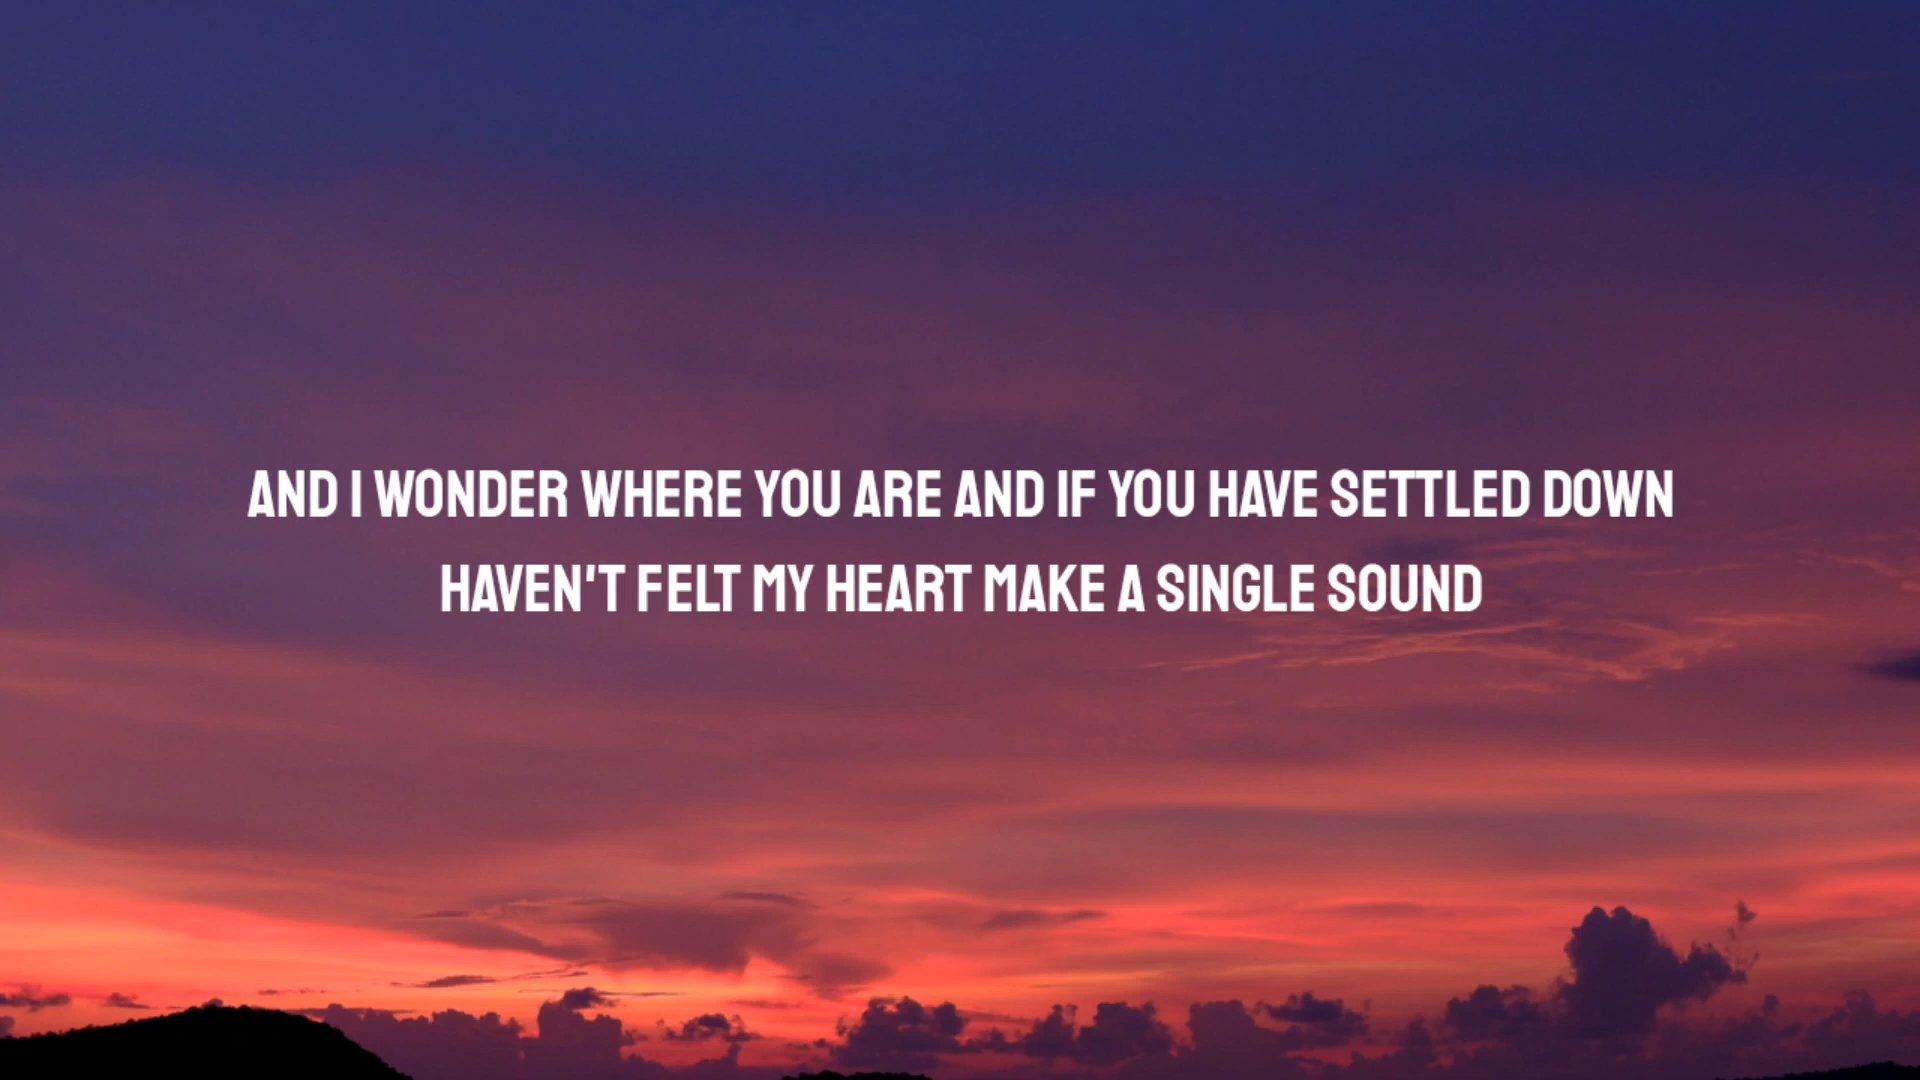 AND I WONDER WHERE YOU ARE AND IF YOU HAVE SETTLED DOWN
HAVEN'T FELT MY HEART MAKE A SINGLE SOUND